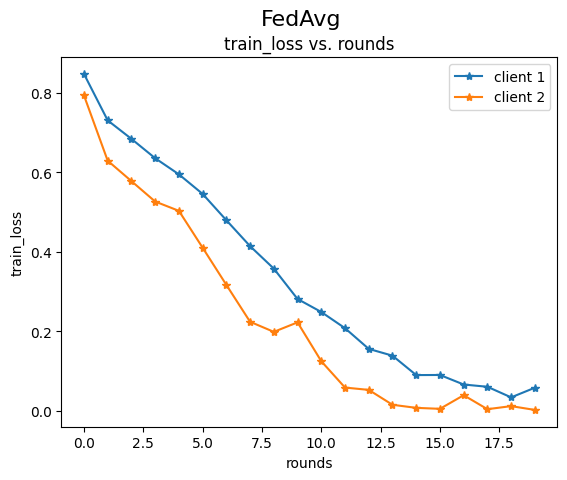 FedAvg
train_loss vs. rounds
client 1
client 2
train_loss
0.8
0.6
0.4
0.2
0.0
0.0 2.5 5.0 7.5 10.0 12.5 15.0 17.5
rounds